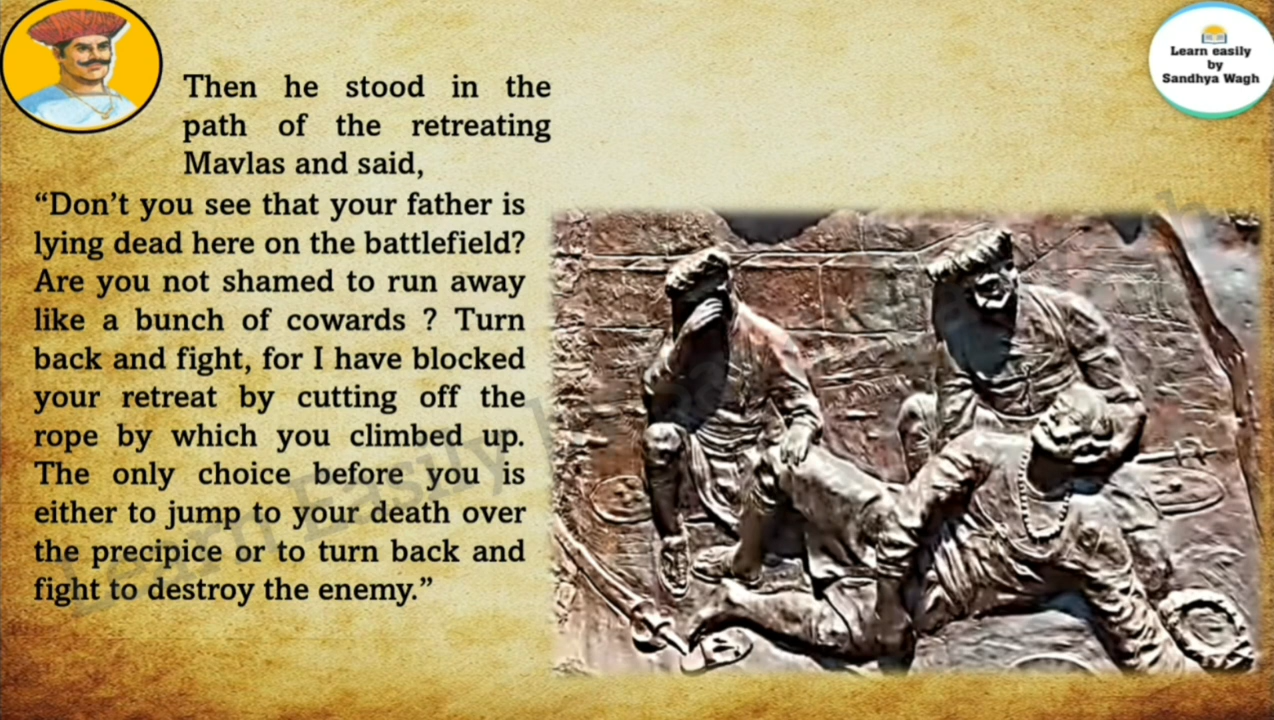 Learn easily
by
Sandhya Wagh
Then he stood in the
path of the retreating
Mavlas and said,
“Don’t you see that your father is
lying dead here on the battlefield?
Are you not shamed to run away
like a bunch of cowards ? Turn
back and fight, for I have blocked
your retreat by cutting off the
rope by which you climbed up.
The only choice before you is
either to jump to your death over
the precipice or to turn back and
fight to destroy the enemy.”
Learn Easily